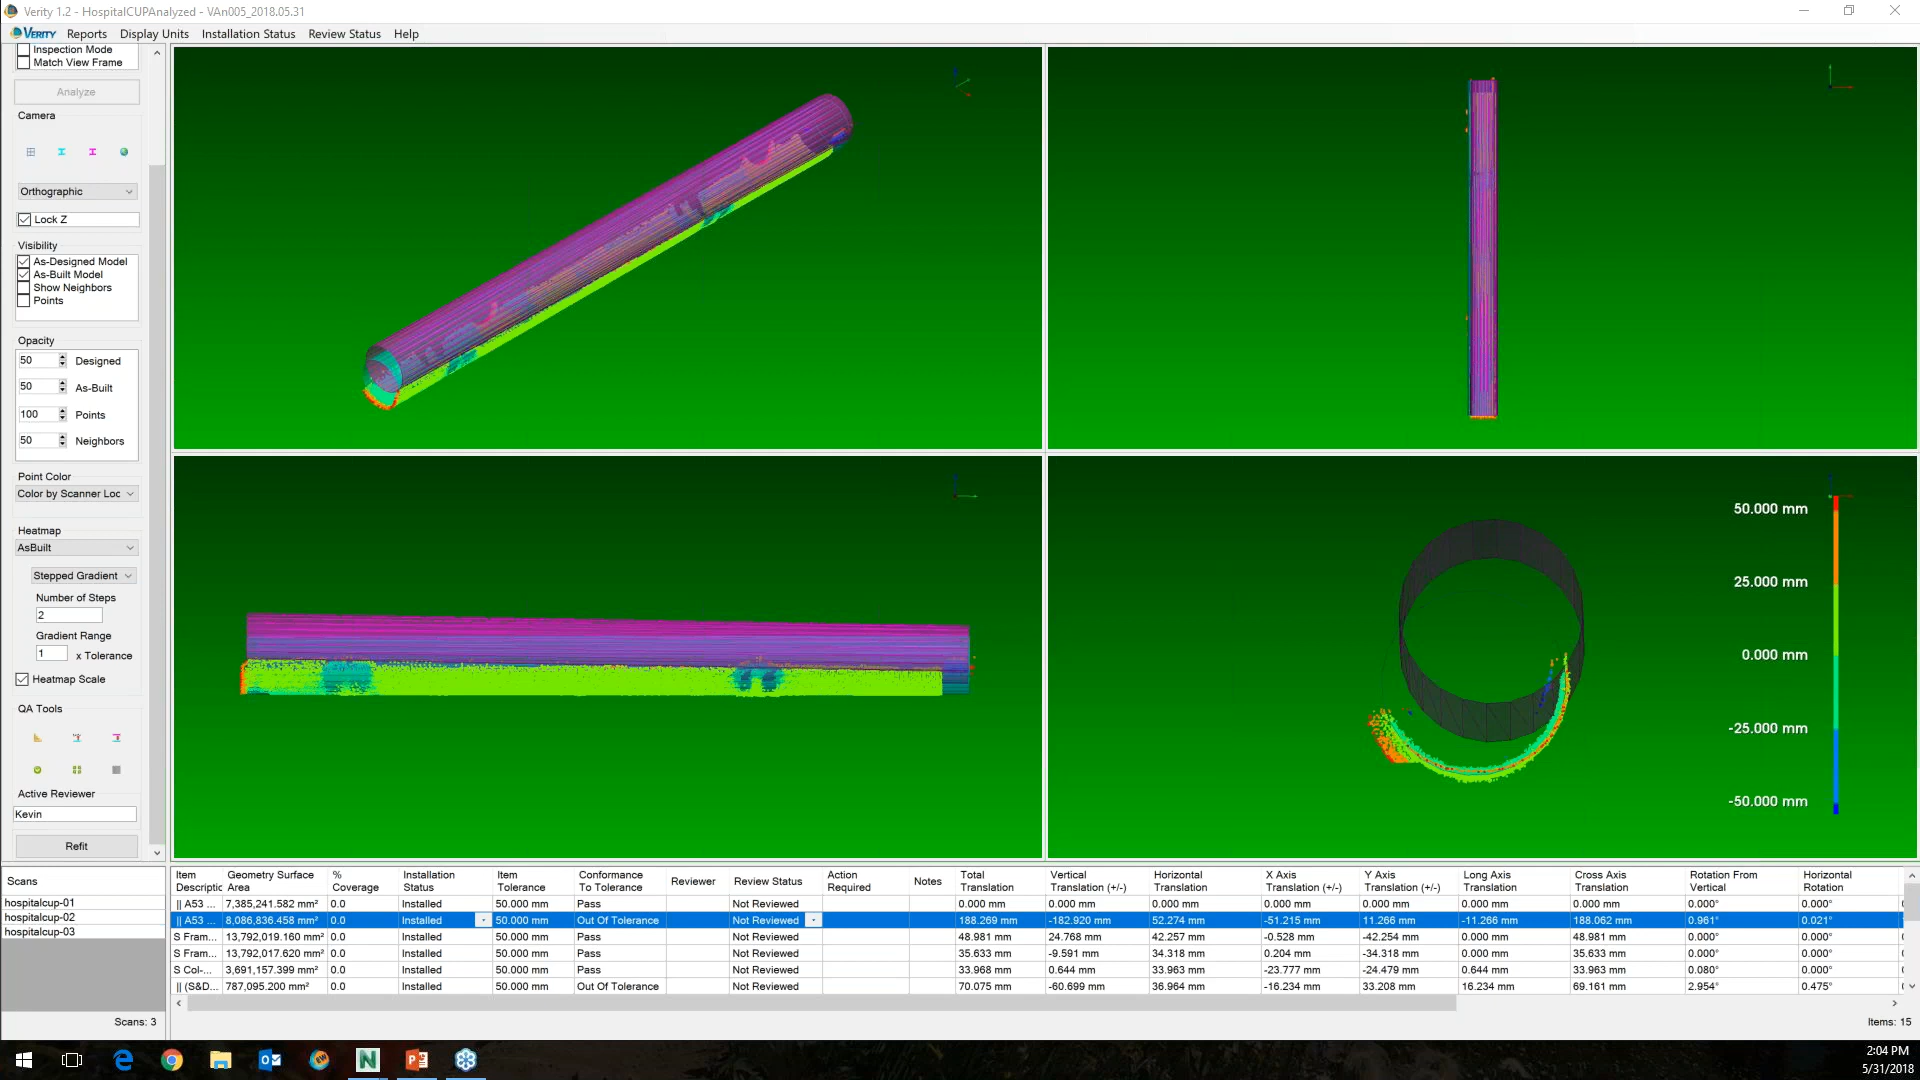 Verity 1.2 - HospitalCUPAnalyzed - VAn005_2018.05.31
VERITY Reports Display Units Installation Status Review Status Help
Inspection Mode
Match View Frame
Analyze
Camera
Orthographic
Lock Z
Visibility
As-Designed Model
As-Built Model
Show Neighbors
Points
Opacity
50 Designed
50 As-Built
100 Points
50 Neighbors
Point Color
Color by Scanner Loc
Heatmap
AsBuilt
Stepped Gradient
Number of Steps
2
Gradient Range
1 x Tolerance
Heatmap Scale
QA Tools
Active Reviewer
Kevin
Refit
50.000 mm
25.000 mm
0.000 mm
-25.000 mm
-50.000 mm
Scans
hospitalcup-01
hospitalcup-02
hospitalcup-03
Scans: 3
Item Geometry Surface % Installation Item Conformance Reviewer Review Status Action Notes Total Vertical Horizontal X Axis Y Axis Long Axis Cross Axis Rotation From Horizontal
Descriptic Area Coverage Status Tolerance To Tolerance Required Translation Translation (+/-) Translation Translation (+/-) Translation (+/-) Translation Translation Vertical Rotation
|| A53 ... 7,385,241.582 mm² 0.0 Installed 50.000 mm Pass Not Reviewed 0.000 mm 0.000 mm 0.000 mm 0.000 mm 0.000 mm 0.000 mm 0.000 mm 0.000° 0.000°
|| A53 ... 8,086,836.458 mm² 0.0 Installed 50.000 mm Out Of Tolerance Not Reviewed 188.269 mm -182.920 mm 52.274 mm -51.215 mm 11.266 mm -11.266 mm 188.062 mm 0.961° 0.021°
S Fram... 13,792,019.160 mm² 0.0 Installed 50.000 mm Pass Not Reviewed 48.981 mm 24.768 mm 42.257 mm -0.528 mm -42.254 mm 0.000 mm 48.981 mm 0.000° 0.000°
S Fram... 13,792,017.620 mm² 0.0 Installed 50.000 mm Pass Not Reviewed 35.633 mm -9.591 mm 34.318 mm 0.204 mm -34.318 mm 0.000 mm 35.633 mm 0.000° 0.000°
S Col-... 3,691,157.399 mm² 0.0 Installed 50.000 mm Pass Not Reviewed 33.968 mm 0.644 mm 33.963 mm -23.777 mm -24.479 mm 0.644 mm 33.963 mm 0.080° 0.000°
|| (S&D... 787,095.200 mm² 0.0 Installed 50.000 mm Out Of Tolerance Not Reviewed 70.075 mm -60.699 mm 36.964 mm -16.234 mm 33.208 mm 16.234 mm 69.161 mm 2.954° 0.475°
Items: 15
2:04 PM
5/31/2018